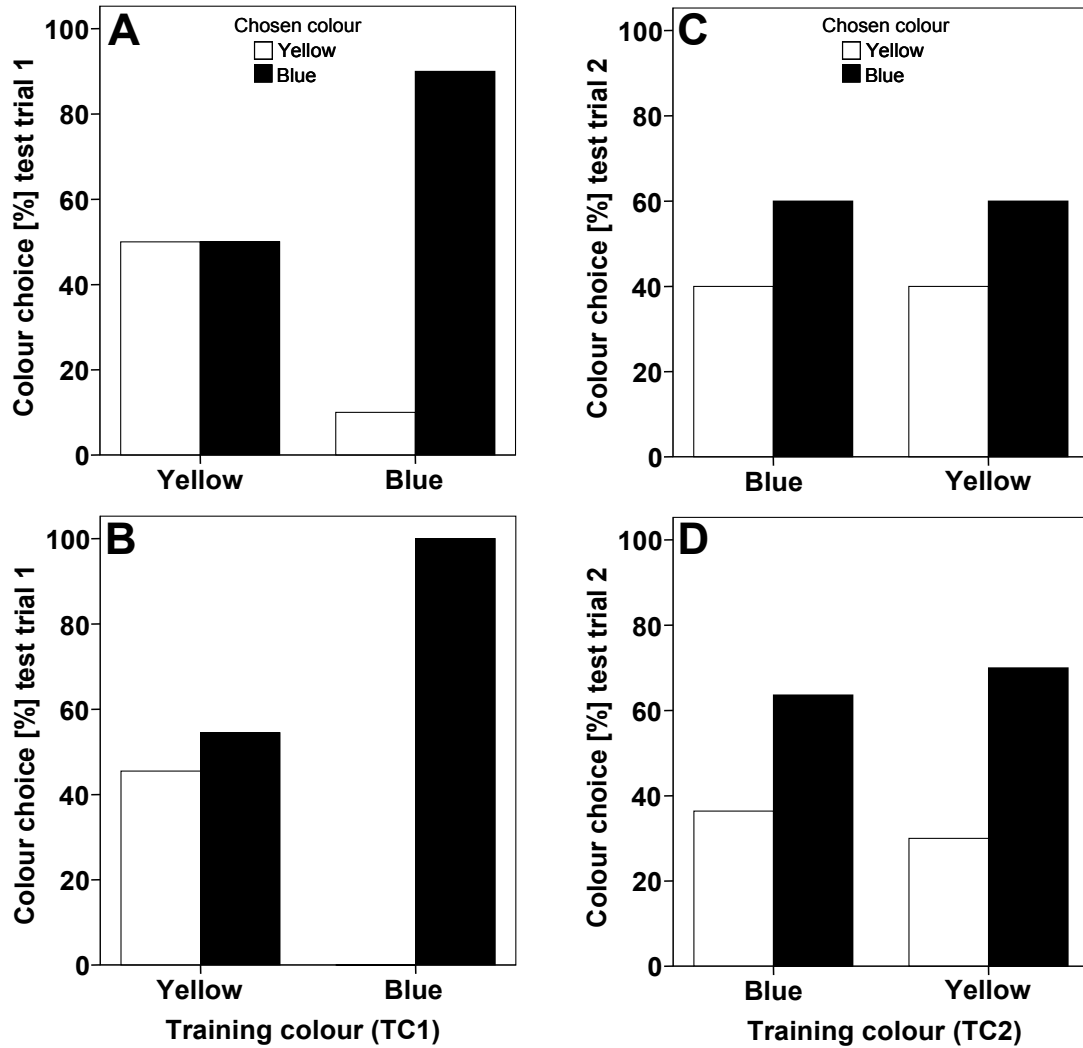 A
Chosen colour
Yellow
Blue
Colour choice [%] test trial 1
100
80
60
40
20
0
Yellow Blue
C
Chosen colour
Yellow
Blue
Colour choice [%] test trial 2
100
80
60
40
20
0
Blue Yellow
B
Colour choice [%] test trial 1
100
80
60
40
20
0
Yellow Blue
Training colour (TC1)
D
Colour choice [%] test trial 2
100
80
60
40
20
0
Blue Yellow
Training colour (TC2)